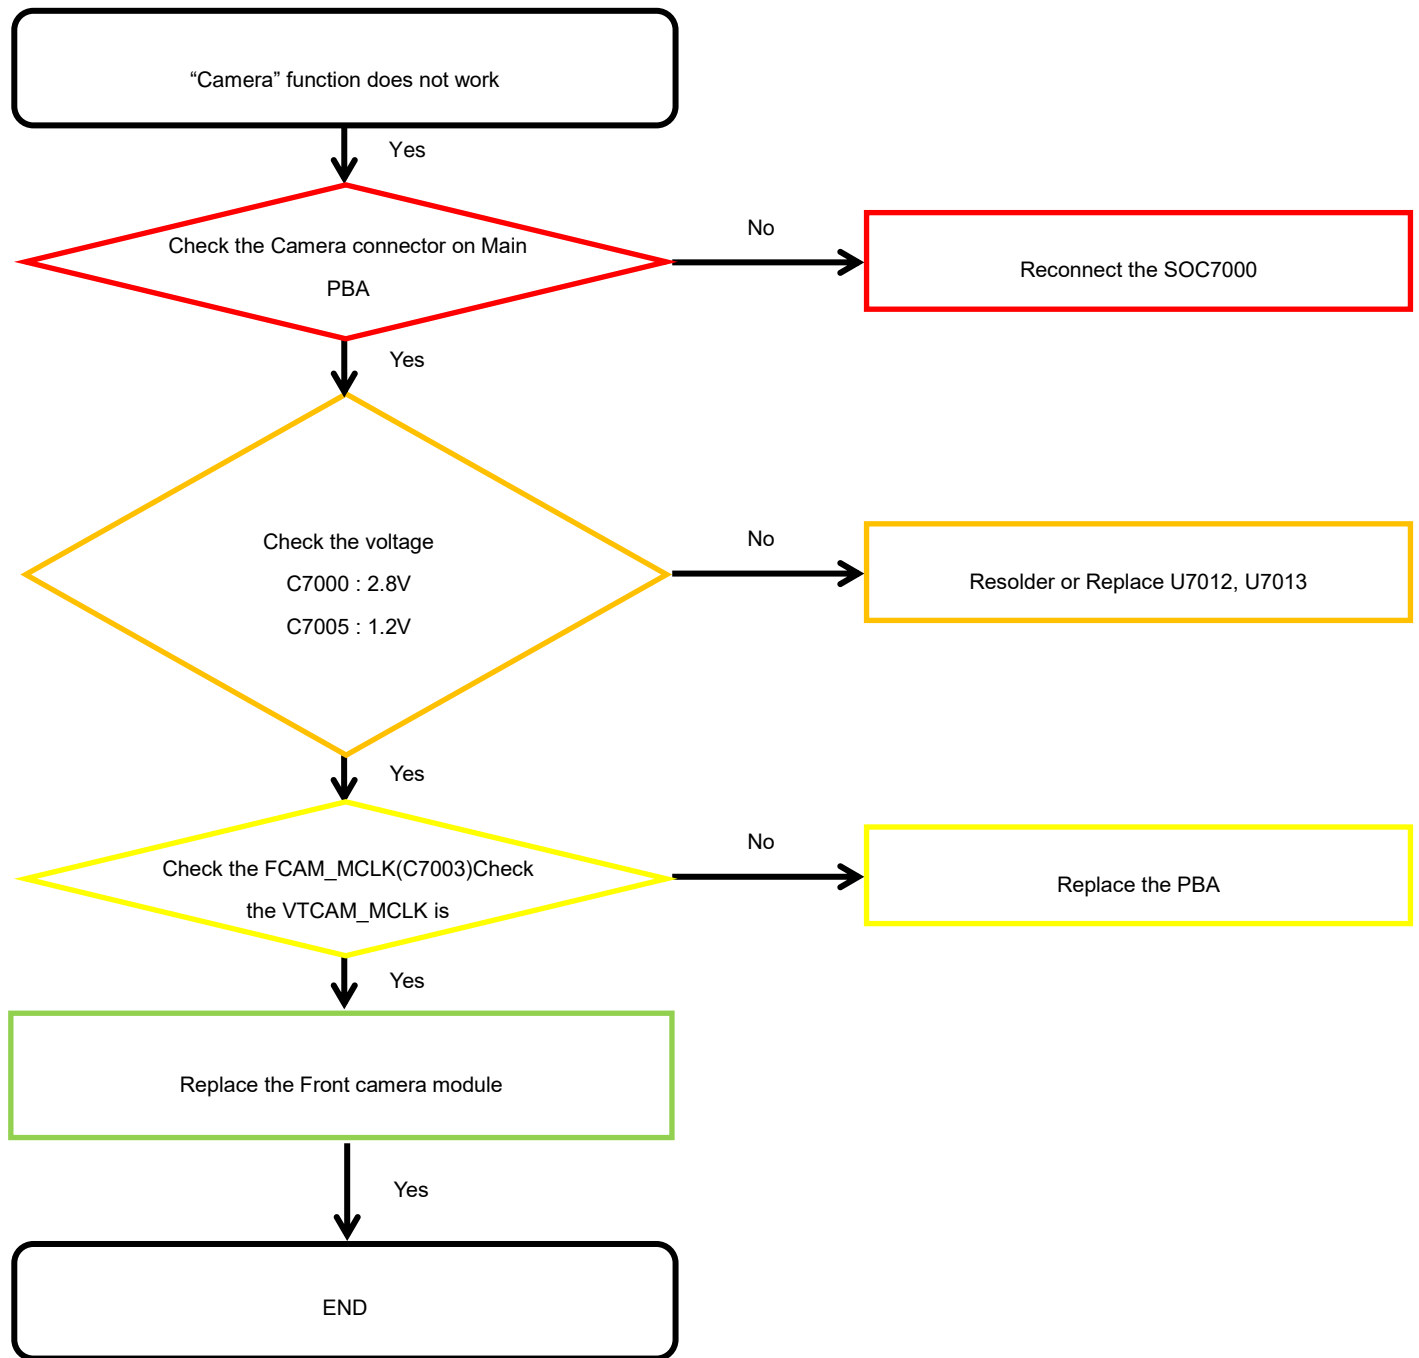 “Camera” function does not work
Yes
Check the Camera connector on Main
PBA
No
Reconnect the SOC7000
Yes
Check the voltage
C7000 : 2.8V
C7005 : 1.2V
No
Resolder or Replace U7012, U7013
Yes
Check the FCAM_MCLK(C7003)Check
the VTCAM_MCLK is
No
Replace the PBA
Yes
Replace the Front camera module
Yes
END